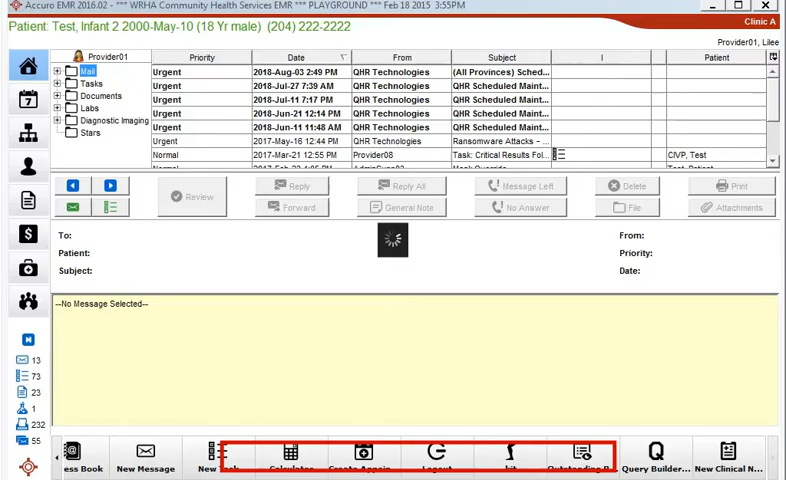 Accuro EMR 2016.02 - *** WRHA Community Health Services EMR *** PLAYGROUND *** Feb 18 2015 3:55PM
Clinic A
Patient: Test, Infant 2 2000-May-10 (18 Yr male) (204) 222-2222
Provider01, Lilee
Provider01
Mail
Tasks
Documents
Labs
Diagnostic Imaging
Stars
Priority Date From Subject I Patient
Urgent 2018-Aug-03 2:49 PM QHR Technologies (All Provinces) Sched...
Urgent 2018-Jul-27 7:39 AM QHR Technologies QHR Scheduled Maint...
Urgent 2018-Jul-11 7:17 PM QHR Technologies QHR Scheduled Maint...
Urgent 2018-Jun-21 12:14 PM QHR Technologies QHR Scheduled Maint...
Urgent 2018-Jun-11 11:48 AM QHR Technologies QHR Scheduled Maint...
Urgent 2017-May-16 12:44 PM QHR Technologies Ransomware Attacks - ...
Normal 2017-Mar-21 12:55 PM Provider08 Task: Critical Results Fol... CIVP, Test
Normal
7
Review
Reply
Reply All
Message Left
Delete
Print
Forward
General Note
No Answer
File
Attachments
To:
From:
Patient:
Priority:
Subject:
Date:
--No Message Selected--
13
73
23
1
232
55
ess Book
New Message
New Task
Calculator
Create Appoin...
Logout
Outstanding R...
Query Builder...
New Clinical N...